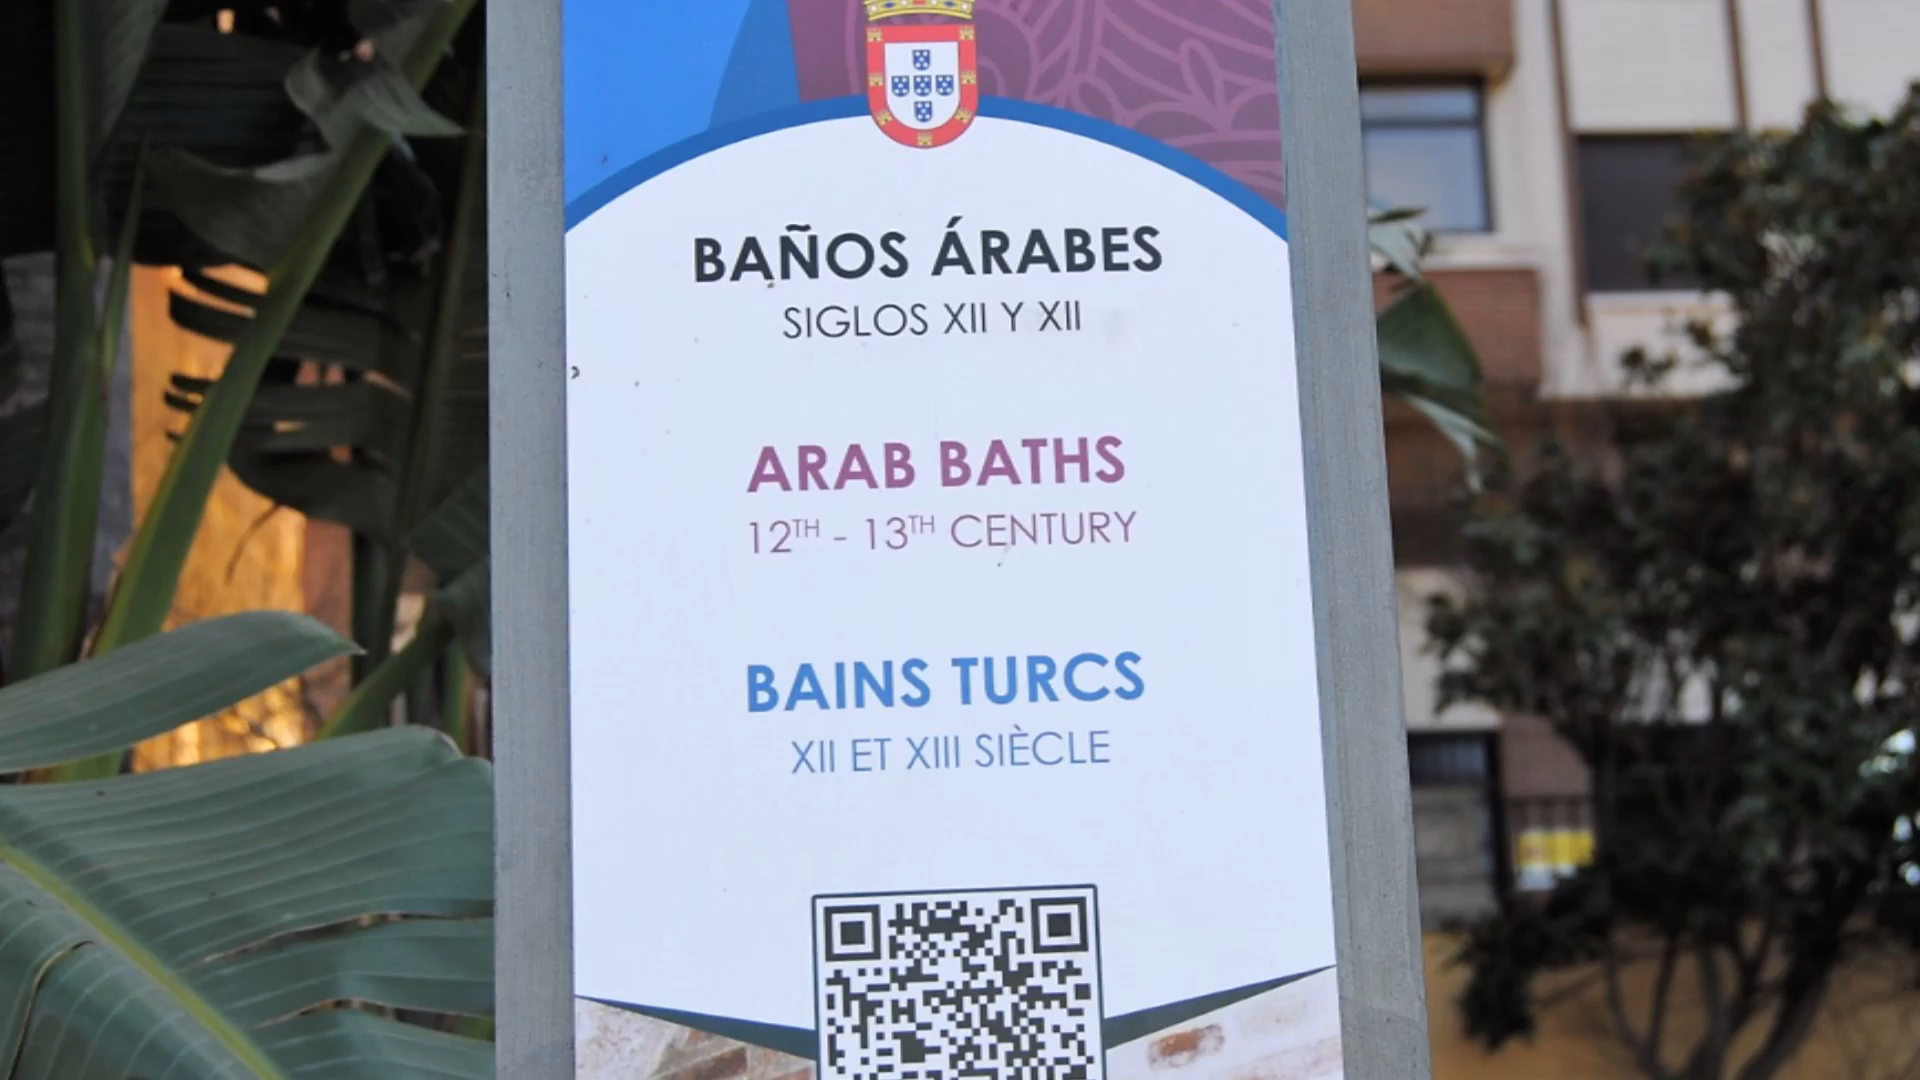 BAÑOS ÁRABES
SIGLOS XII Y XII
ARAB BATHS
12TH - 13TH CENTURY
BAINS TURCS
XII ET XIII SIÈCLE